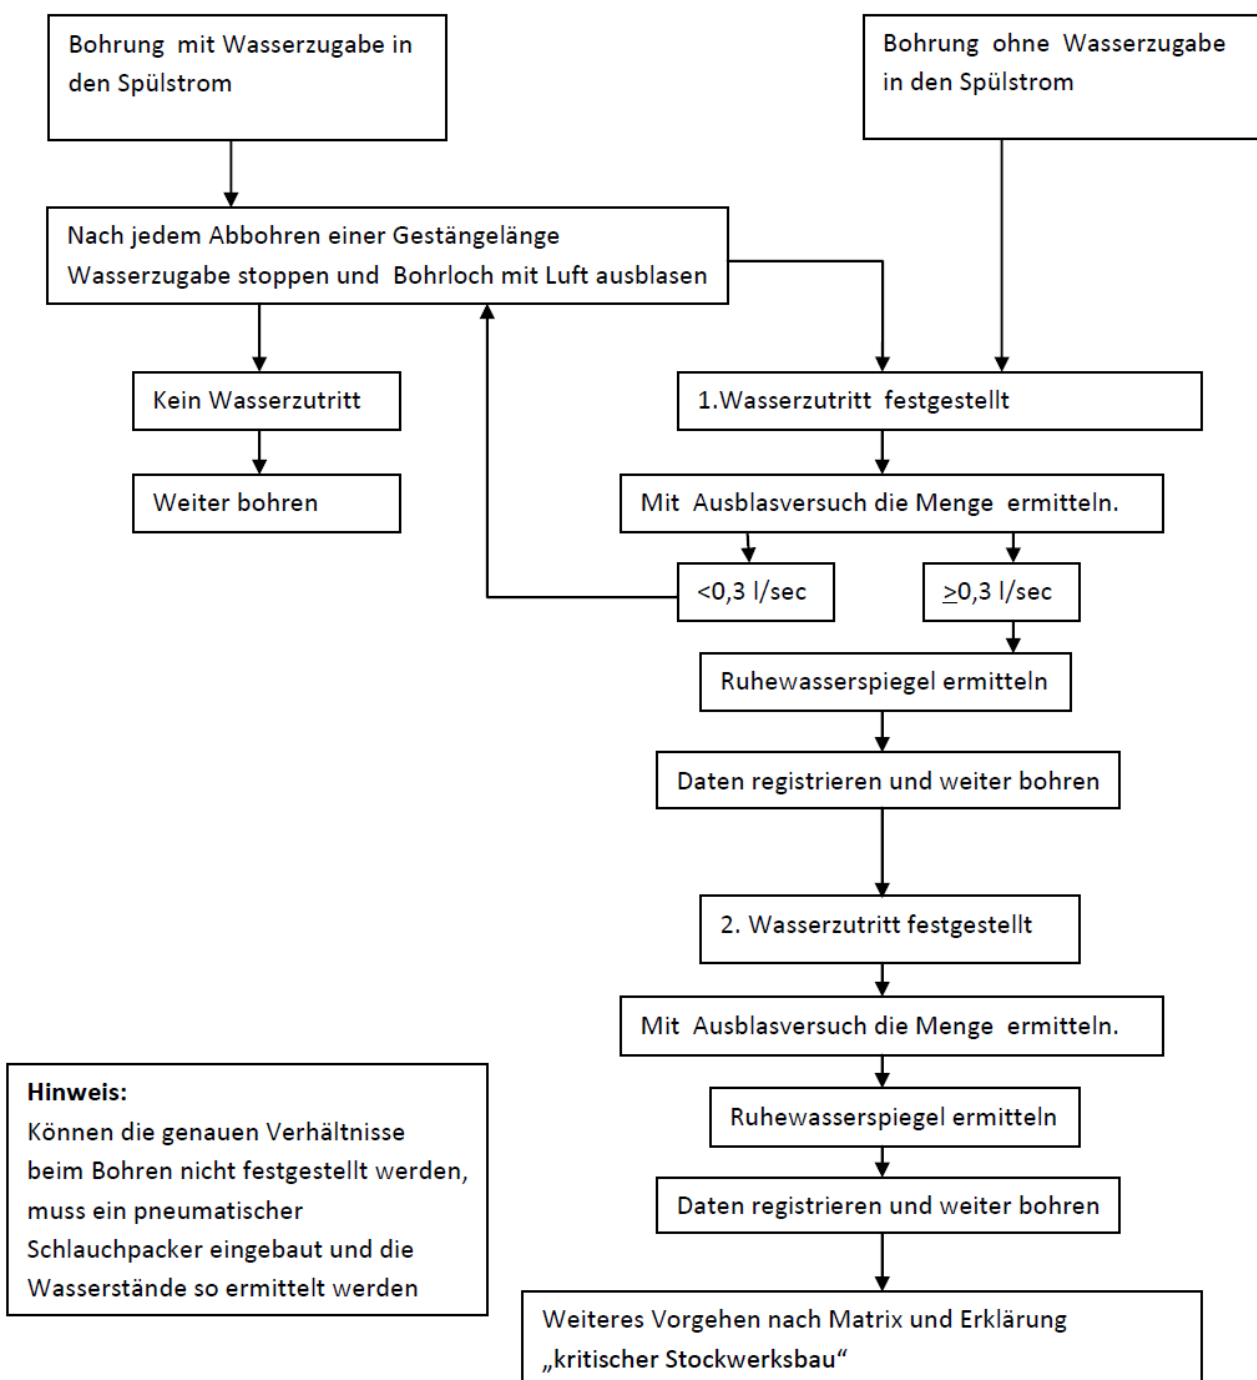 Bohrung mit Wasserzugabe in
den Spülstrom
Bohrung ohne Wasserzugabe
in den Spülstrom
Nach jedem Abbohren einer Gestängelänge
Wasserzugabe stoppen und Bohrloch mit Luft ausblasen
Kein Wasserzutritt
1.Wasserzutritt festgestellt
Weiter bohren
Mit Ausblasversuch die Menge ermitteln.
<0,3 l/sec
≥0,3 l/sec
Ruhewasserspiegel ermitteln
Daten registrieren und weiter bohren
2. Wasserzutritt festgestellt
Mit Ausblasversuch die Menge ermitteln.
Ruhewasserspiegel ermitteln
Daten registrieren und weiter bohren
Hinweis:
Können die genauen Verhältnisse
beim Bohren nicht festgestellt werden,
muss ein pneumatischer
Schlauchpacker eingebaut und die
Wasserstände so ermittelt werden
Weiteres Vorgehen nach Matrix und Erklärung
„kritischer Stockwerksbau“